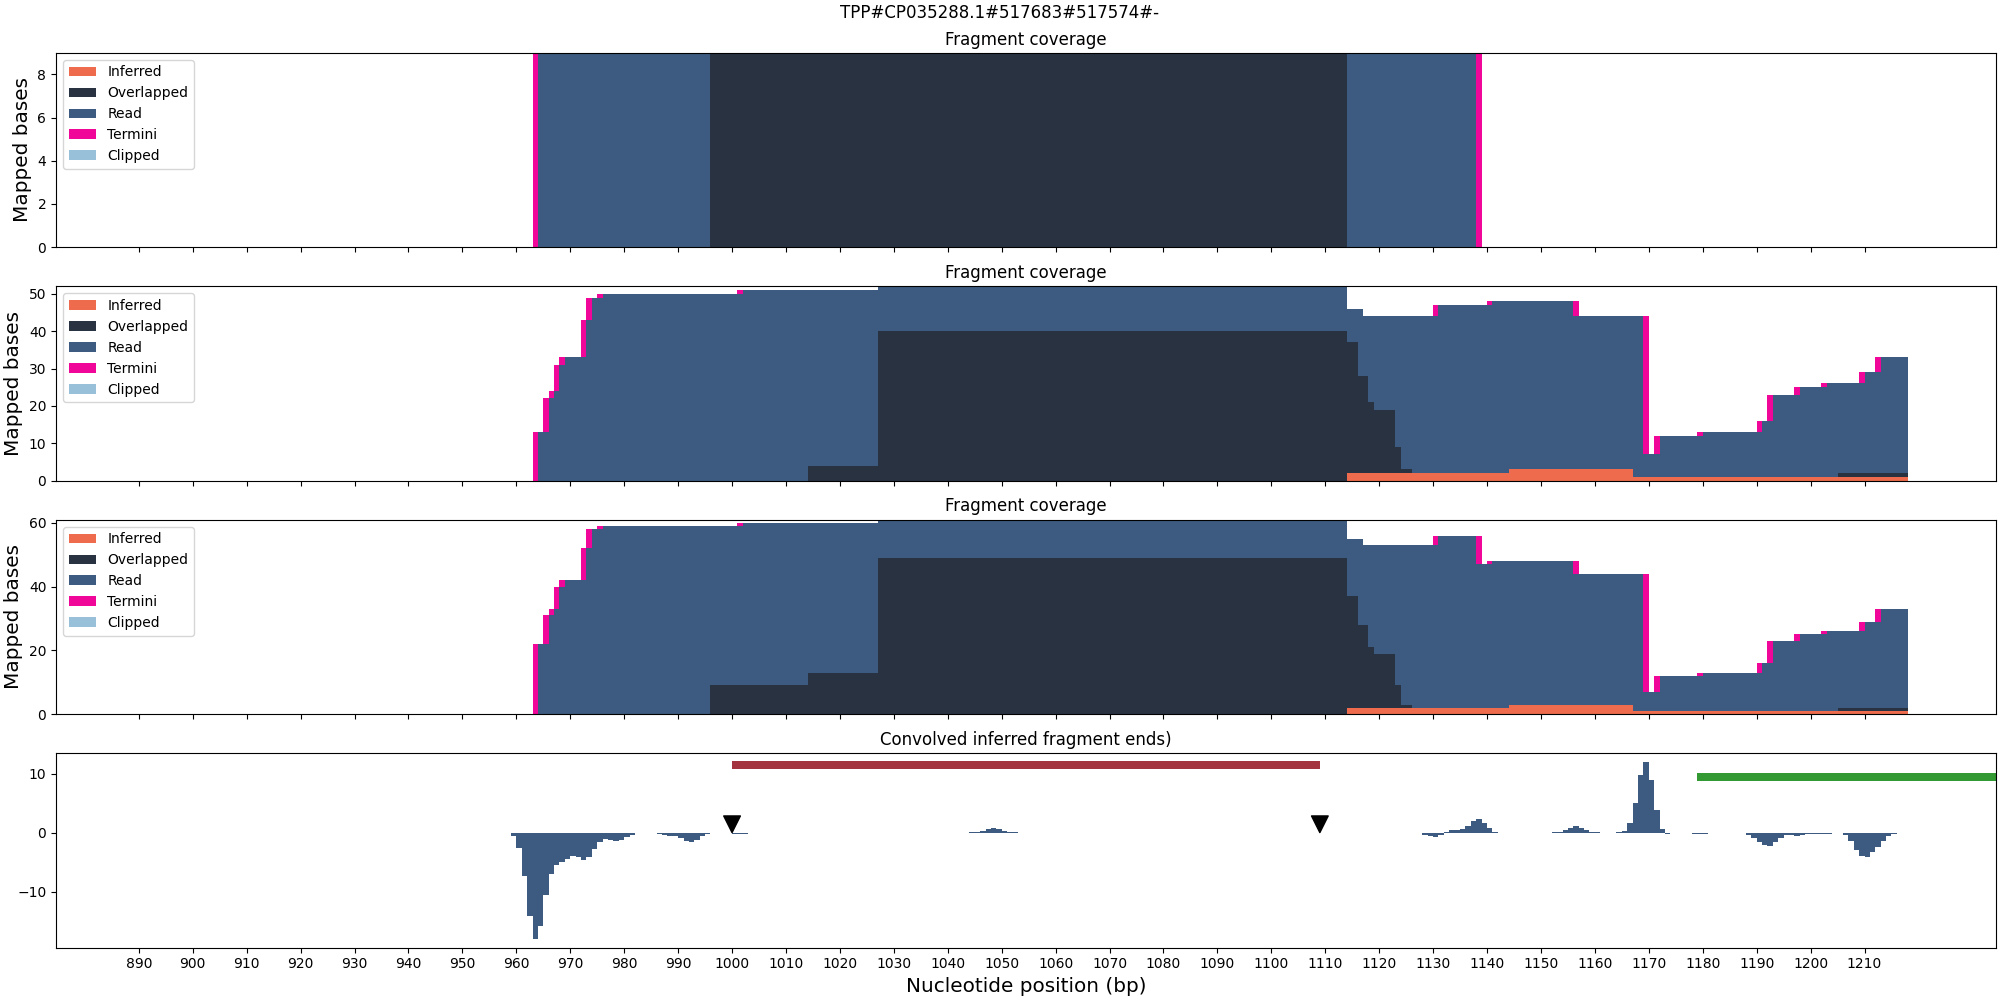 TPP#CP035288.1#517683#517574#-
Fragment coverage
Mapped bases
8
6
4
2
0
Inferred
Overlapped
Read
Termini
Clipped
Fragment coverage
Mapped bases
50
40
30
20
10
0
Inferred
Overlapped
Read
Termini
Clipped
Fragment coverage
Mapped bases
60
40
20
0
Inferred
Overlapped
Read
Termini
Clipped
Convolved inferred fragment ends)
10
0
−10
890 900 910 920 930 940 950 960 970 980 990 1000 1010 1020 1030 1040 1050 1060 1070 1080 1090 1100 1110 1120 1130 1140 1150 1160 1170 1180 1190 1200 1210
Nucleotide position (bp)